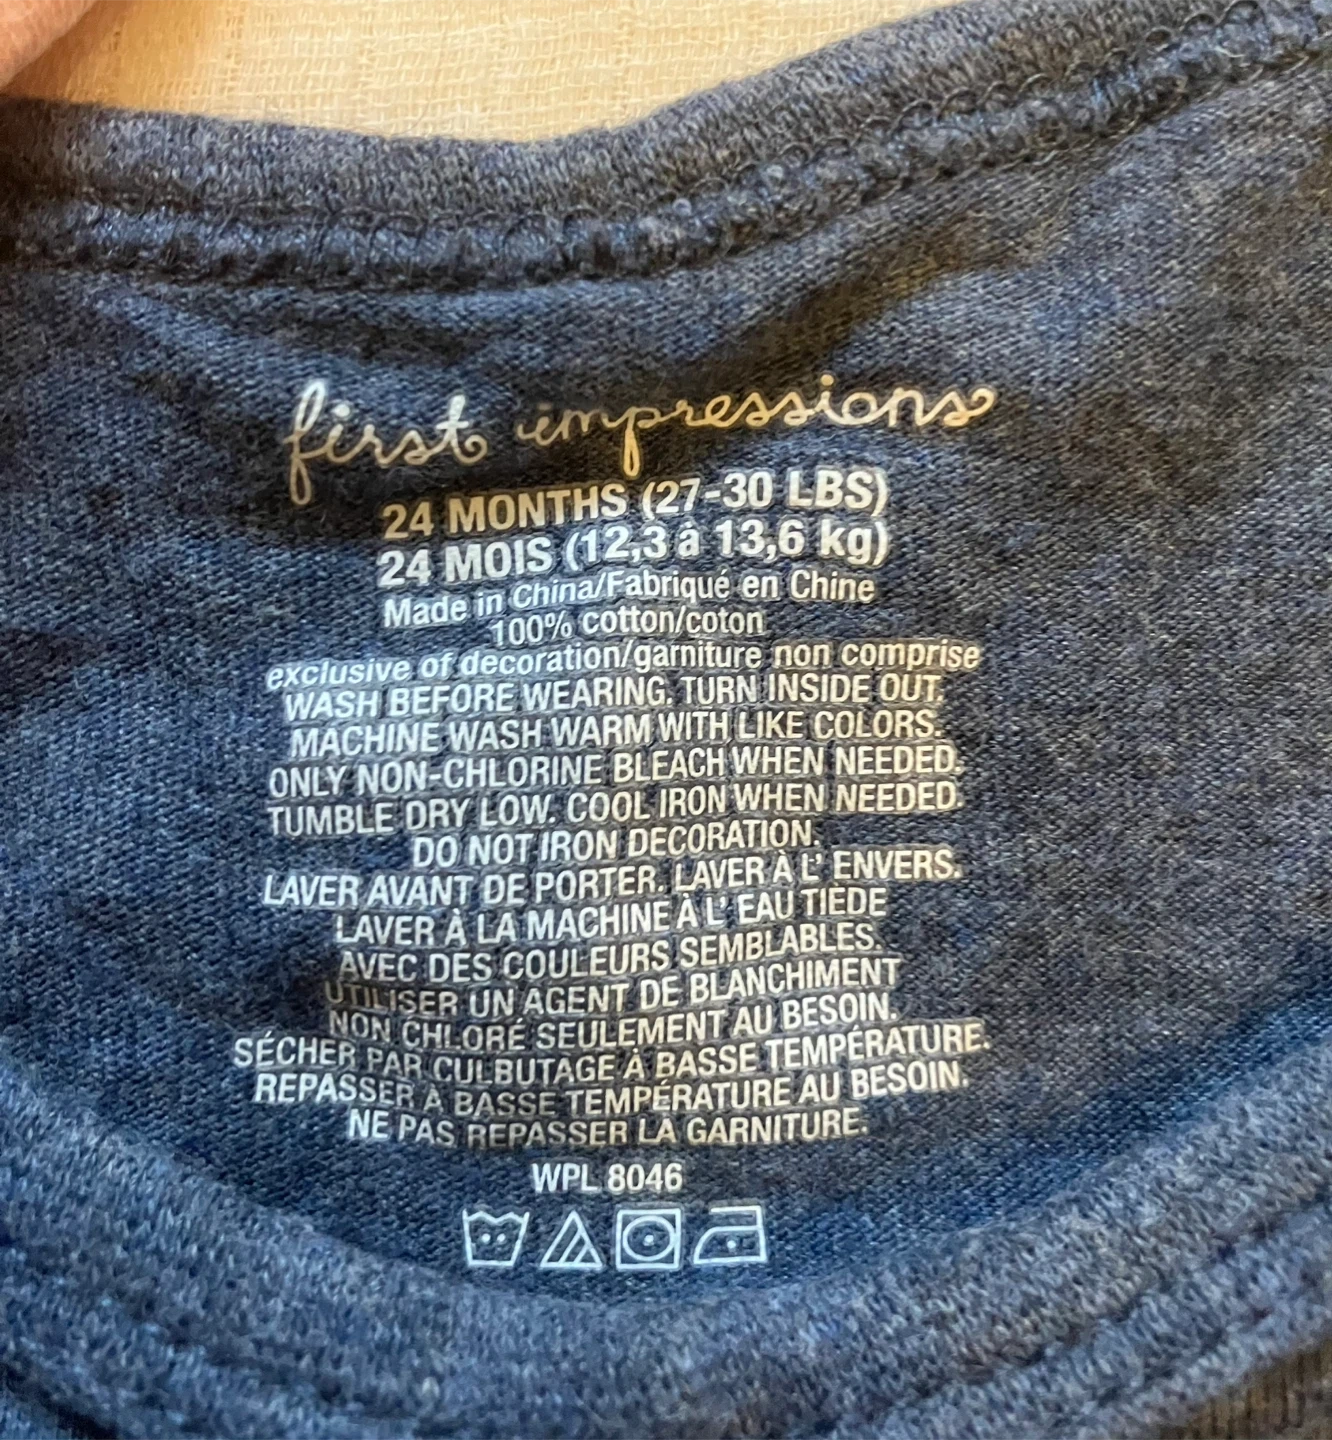 first impressions
24 MONTHS (27-30 LBS)
24 MOIS (12,3 à 13,6 kg)
Made in China/Fabriqué en Chine
100% cotton/coton
exclusive of decoration/garniture non comprise
WASH BEFORE WEARING. TURN INSIDE OUT.
MACHINE WASH WARM WITH LIKE COLORS.
ONLY NON-CHLORINE BLEACH WHEN NEEDED.
TUMBLE DRY LOW. COOL IRON WHEN NEEDED.
DO NOT IRON DECORATION.
LAVER AVANT DE PORTER. LAVER À L' ENVERS.
LAVER À LA MACHINE À L' EAU TIÈDE
AVEC DES COULEURS SEMBLABLES.
UTILISER UN AGENT DE BLANCHIMENT
NON CHLORÉ SEULEMENT AU BESOIN.
SÉCHER PAR CULBUTAGE À BASSE TEMPÉRATURE.
REPASSER À BASSE TEMPÉRATURE AU BESOIN.
NE PAS REPASSER LA GARNITURE.
WPL 8046